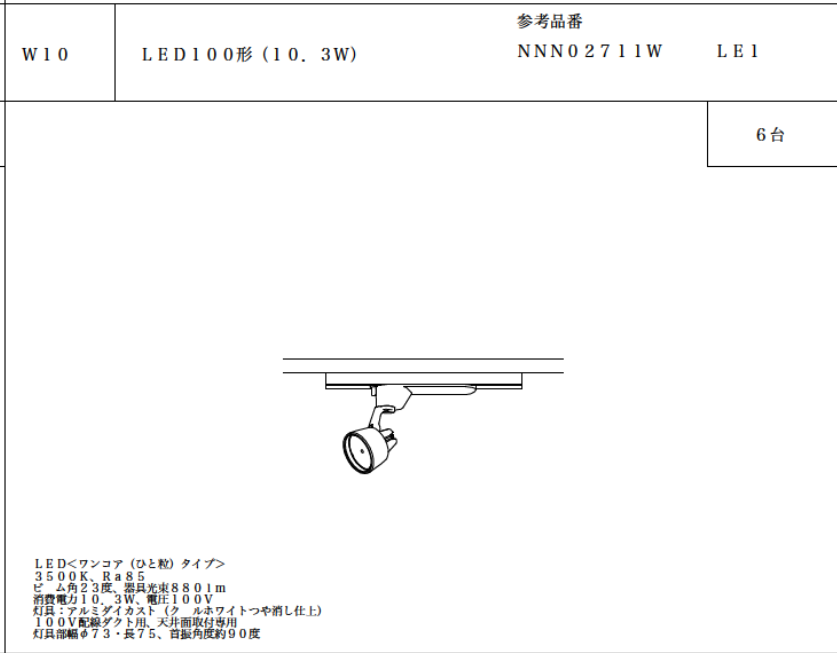 参考品番
W10 LED100形(10.3W) NNN02711W LE1
6台
LED<ワンコア(ひと粒)タイプ>
3500K、Ra85
ビーム角23度、器具光束880lm
消費電力10.3W、電圧100V
灯具:アルミダイカスト(クールホワイトつや消し仕上)
100V配線ダクト用、天井面取付専用
灯具部幅φ73・長75、首振角度約90度